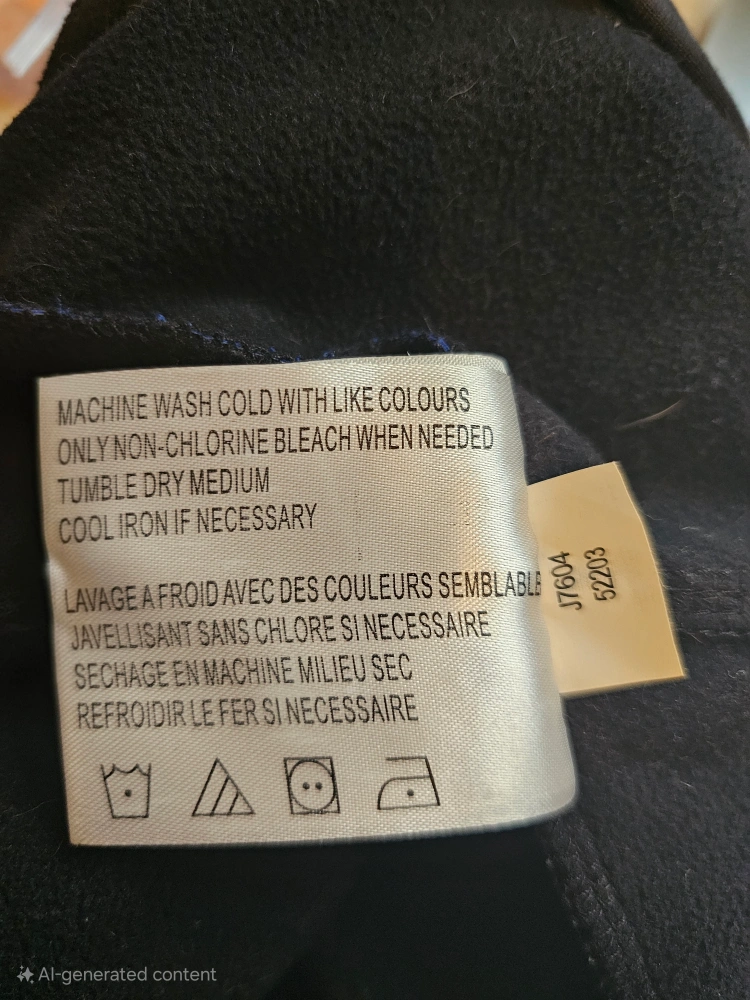 MACHINE WASH COLD WITH LIKE COLOURS
ONLY NON-CHLORINE BLEACH WHEN NEEDED
TUMBLE DRY MEDIUM
COOL IRON IF NECESSARY
LAVAGE A FROID AVEC DES COULEURS SEMBLABLE
JAVELLISANT SANS CHLORE SI NECESSAIRE
SECHAGE EN MACHINE MILIEU SEC
REFROIDIR LE FER SI NECESSAIRE
J7604
52203
AI-generated content